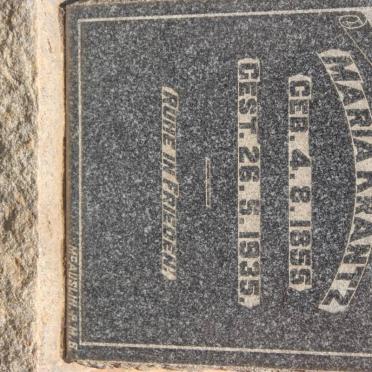 MARIA KRANTZ
GEB. 4. 8. 1855
GEST. 26. 5. 1935.
RUHE IN FRIEDEN!